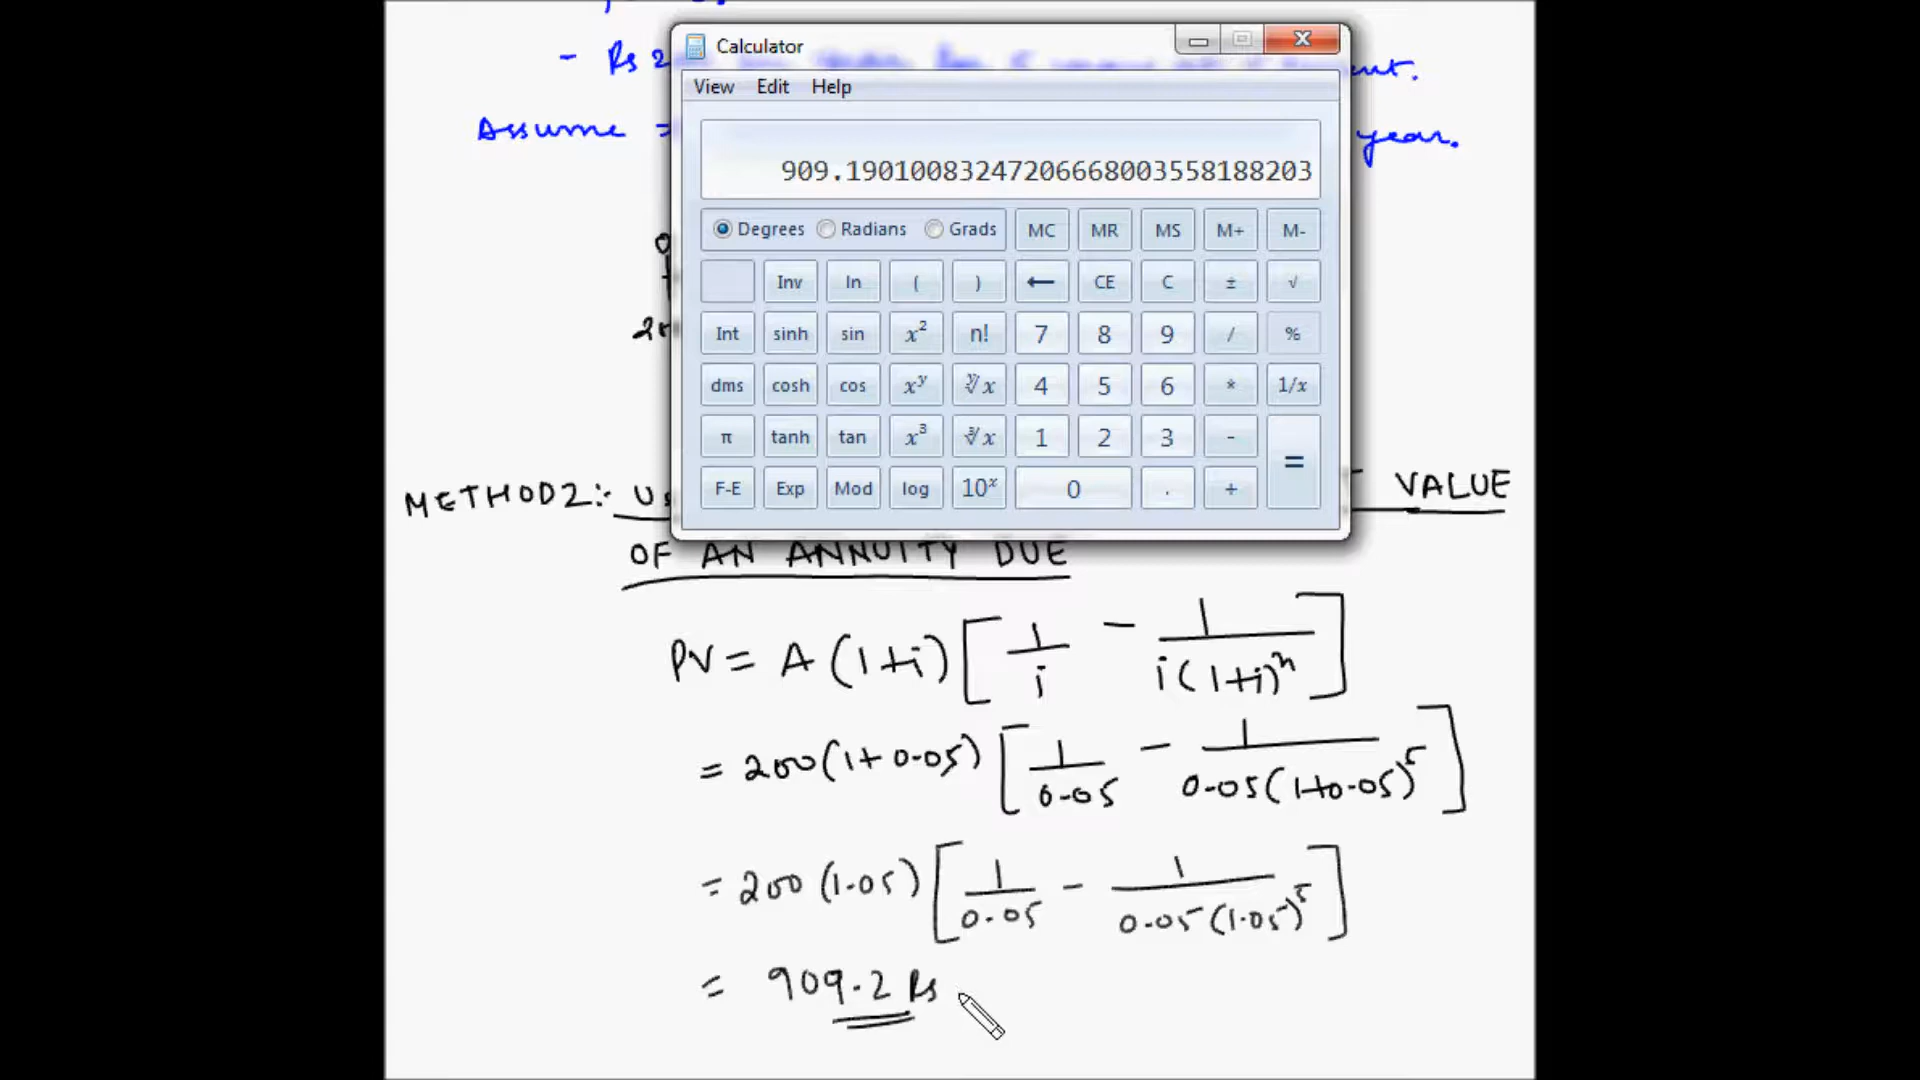 - Rs 2
Calculator
View Edit Help
ent.
Assume =
year.
909.19010083247206668003558188203
Degrees Radians Grads MC MR MS M+ M-
Inv ln ( ) ← CE C ± √
Int sinh sin x² n! 7 8 9 / %
dms cosh cos xʸ ʸ√x 4 5 6 * 1/x
π tanh tan x³ ³√x 1 2 3 - =
F-E Exp Mod log 10ˣ 0 . +
0
METHOD2:- Us VALUE
OF AN ANNUITY DUE
PV = A (1+i) [1/i - 1/i(1+i)ⁿ]
= 200(1+0.05) [1/0.05 - 1/0.05(1+0.05)⁵]
= 200 (1.05) [1/0.05 - 1/0.05(1.05)⁵]
= 909.2 Rs